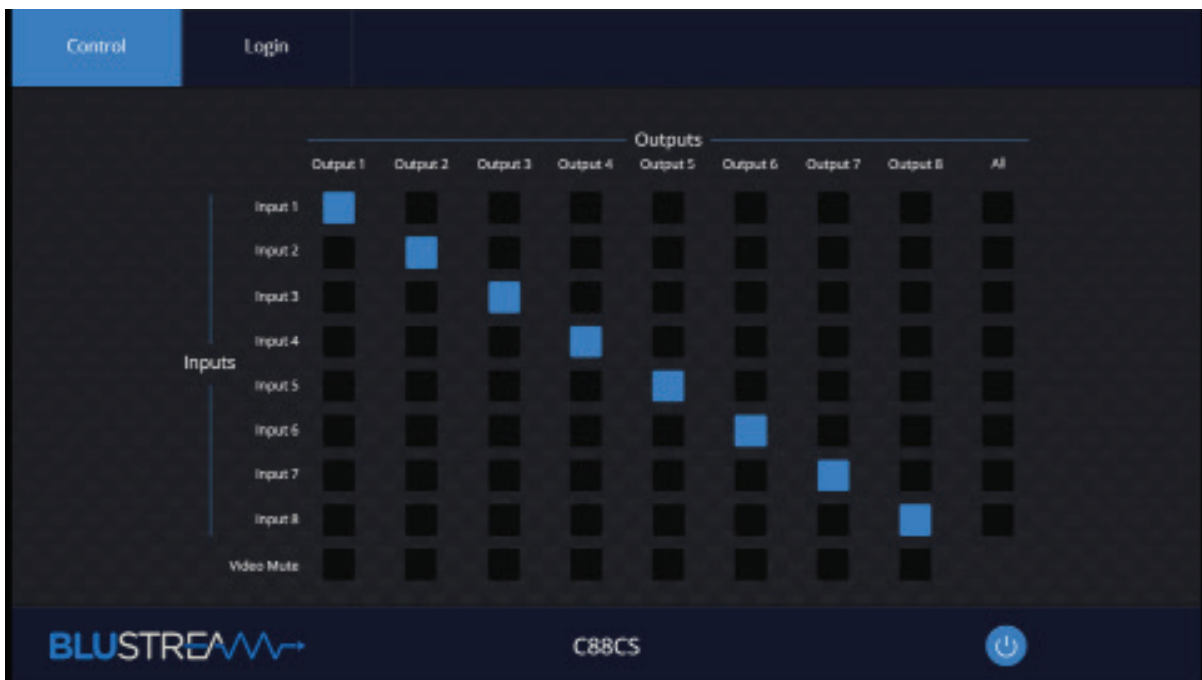 Control Login
Outputs
Output 1 Output 2 Output 3 Output 4 Output 5 Output 6 Output 7 Output 8 All
Input 1
Input 2
Input 3
Input 4
Inputs
Input 5
Input 6
Input 7
Input 8
Video Mute
BLUSTREAM C88CS